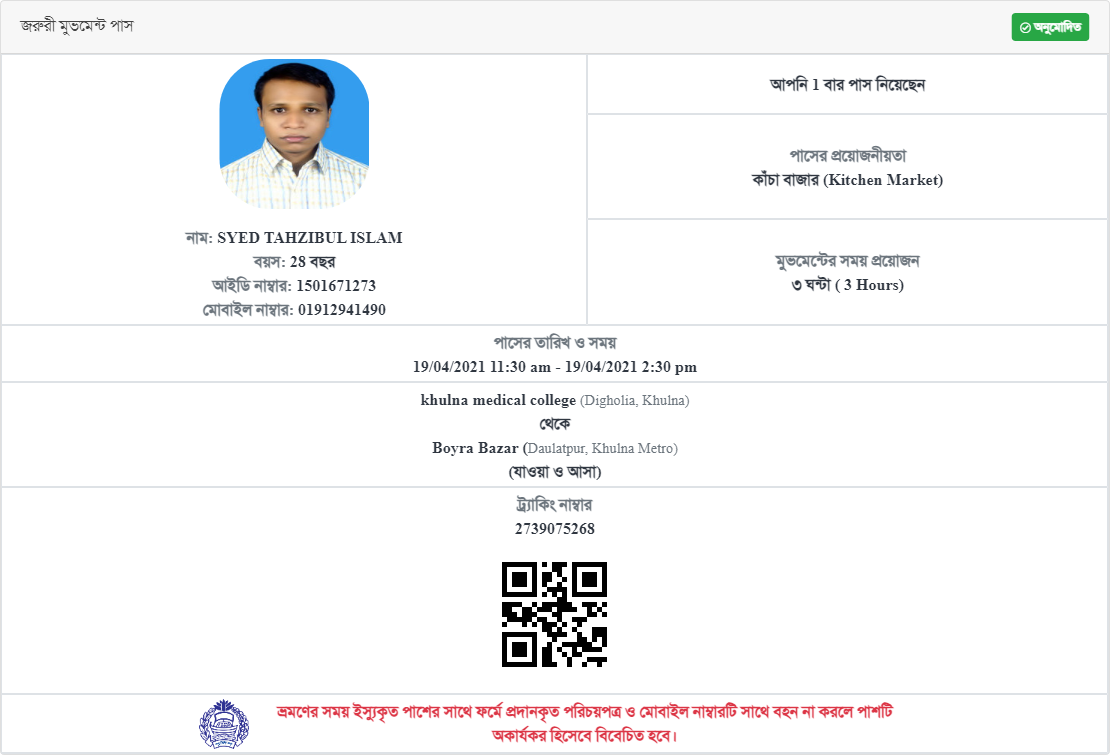 জরুরী মুভমেন্ট পাস
অনুমোদিত
আপনি 1 বার পাস নিয়েছেন
পাসের প্রয়োজনীয়তা
কাঁচা বাজার (Kitchen Market)
নাম: SYED TAHZIBUL ISLAM
বয়স: 28 বছর
আইডি নাম্বার: 1501671273
মোবাইল নাম্বার: 01912941490
মুভমেন্টের সময় প্রয়োজন
৩ ঘন্টা ( 3 Hours)
পাসের তারিখ ও সময়
19/04/2021 11:30 am - 19/04/2021 2:30 pm
khulna medical college (Digholia, Khulna)
থেকে
Boyra Bazar (Daulatpur, Khulna Metro)
(যাওয়া ও আসা)
ট্র্যাকিং নাম্বার
2739075268
ভ্রমণের সময় ইস্যুকৃত পাশের সাথে ফর্মে প্রদানকৃত পরিচয়পত্র ও মোবাইল নাম্বারটি সাথে বহন না করলে পাশটি
অকার্যকর হিসেবে বিবেচিত হবে।